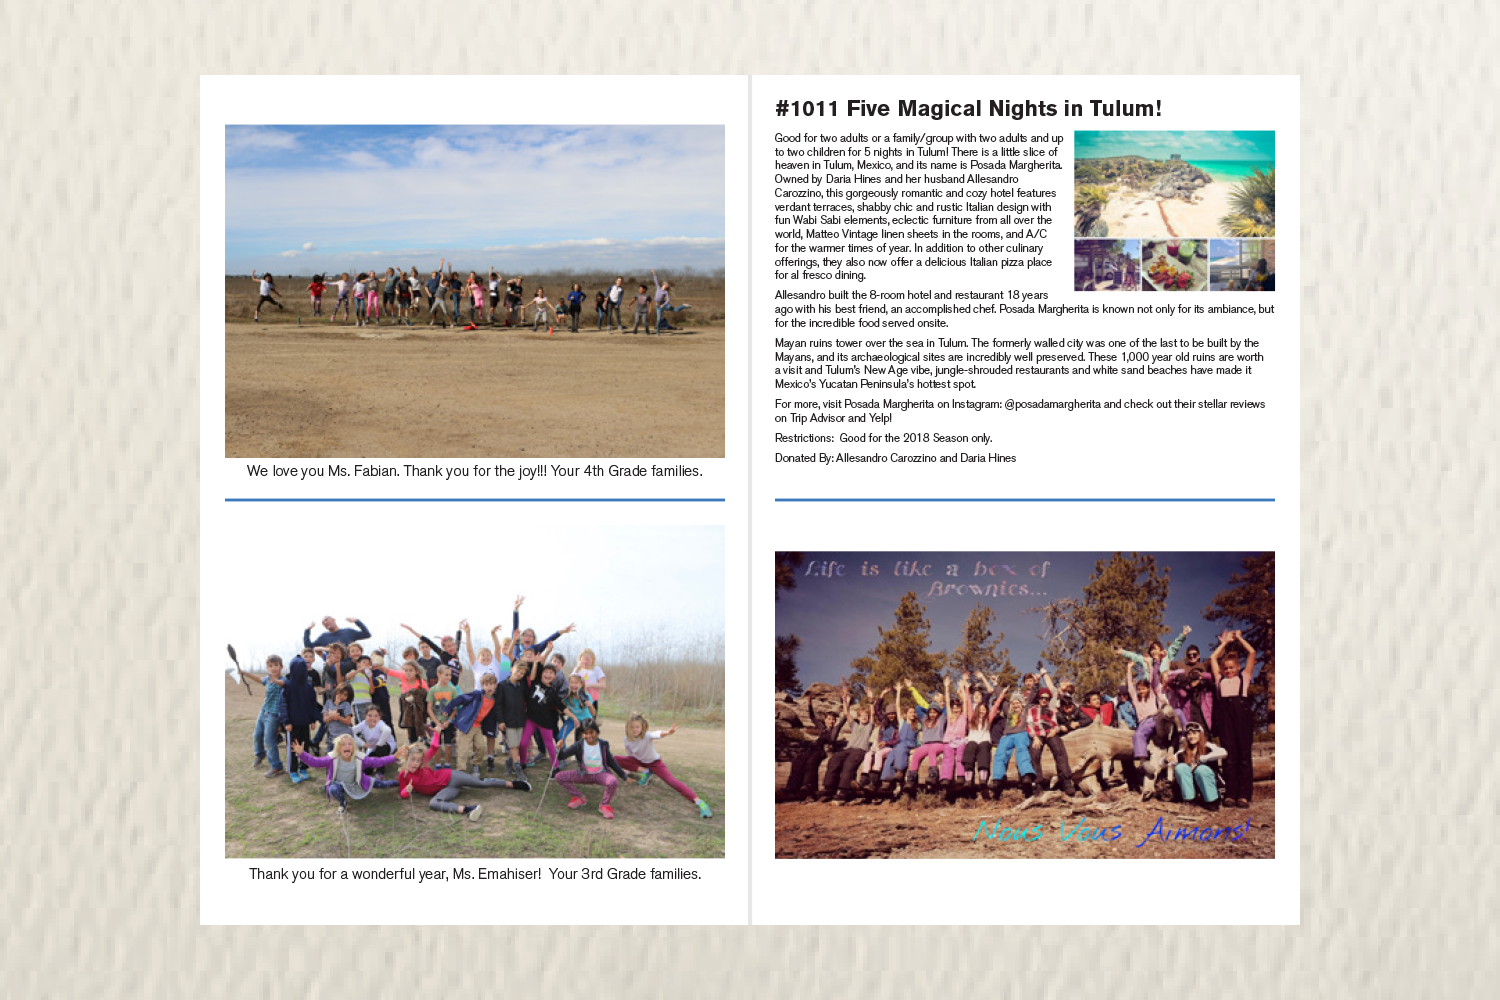 We love you Ms. Fabian. Thank you for the joy!!! Your 4th Grade families.
Thank you for a wonderful year, Ms. Emahiser!  Your 3rd Grade families.
#1011 Five Magical Nights in Tulum!
Good for two adults or a family/group with two adults and up
to two children for 5 nights in Tulum! There is a little slice of
heaven in Tulum, Mexico, and its name is Posada Margherita.
Owned by Daria Hines and her husband Allesandro
Carozzino, this gorgeously romantic and cozy hotel features
verdant terraces, shabby chic and rustic Italian design with
fun Wabi Sabi elements, eclectic furniture from all over the
world, Matteo Vintage linen sheets in the rooms, and A/C
for the warmer times of year. In addition to other culinary
offerings, they also now offer a delicious Italian pizza place
for al fresco dining.
Allesandro built the 8-room hotel and restaurant 18 years
ago with his best friend, an accomplished chef. Posada Margherita is known not only for its ambiance, but
for the incredible food served onsite.
Mayan ruins tower over the sea in Tulum. The formerly walled city was one of the last to be built by the
Mayans, and its archaeological sites are incredibly well preserved. These 1,000 year old ruins are worth
a visit and Tulum's New Age vibe, jungle-shrouded restaurants and white sand beaches have made it
Mexico's Yucatan Peninsula's hottest spot.
For more, visit Posada Margherita on Instagram: @posadamargherita and check out their stellar reviews
on Trip Advisor and Yelp!
Restrictions:  Good for the 2018 Season only.
Donated By: Allesandro Carozzino and Daria Hines
Life is like a box of
Brownies...
Nous Vous Aimons!